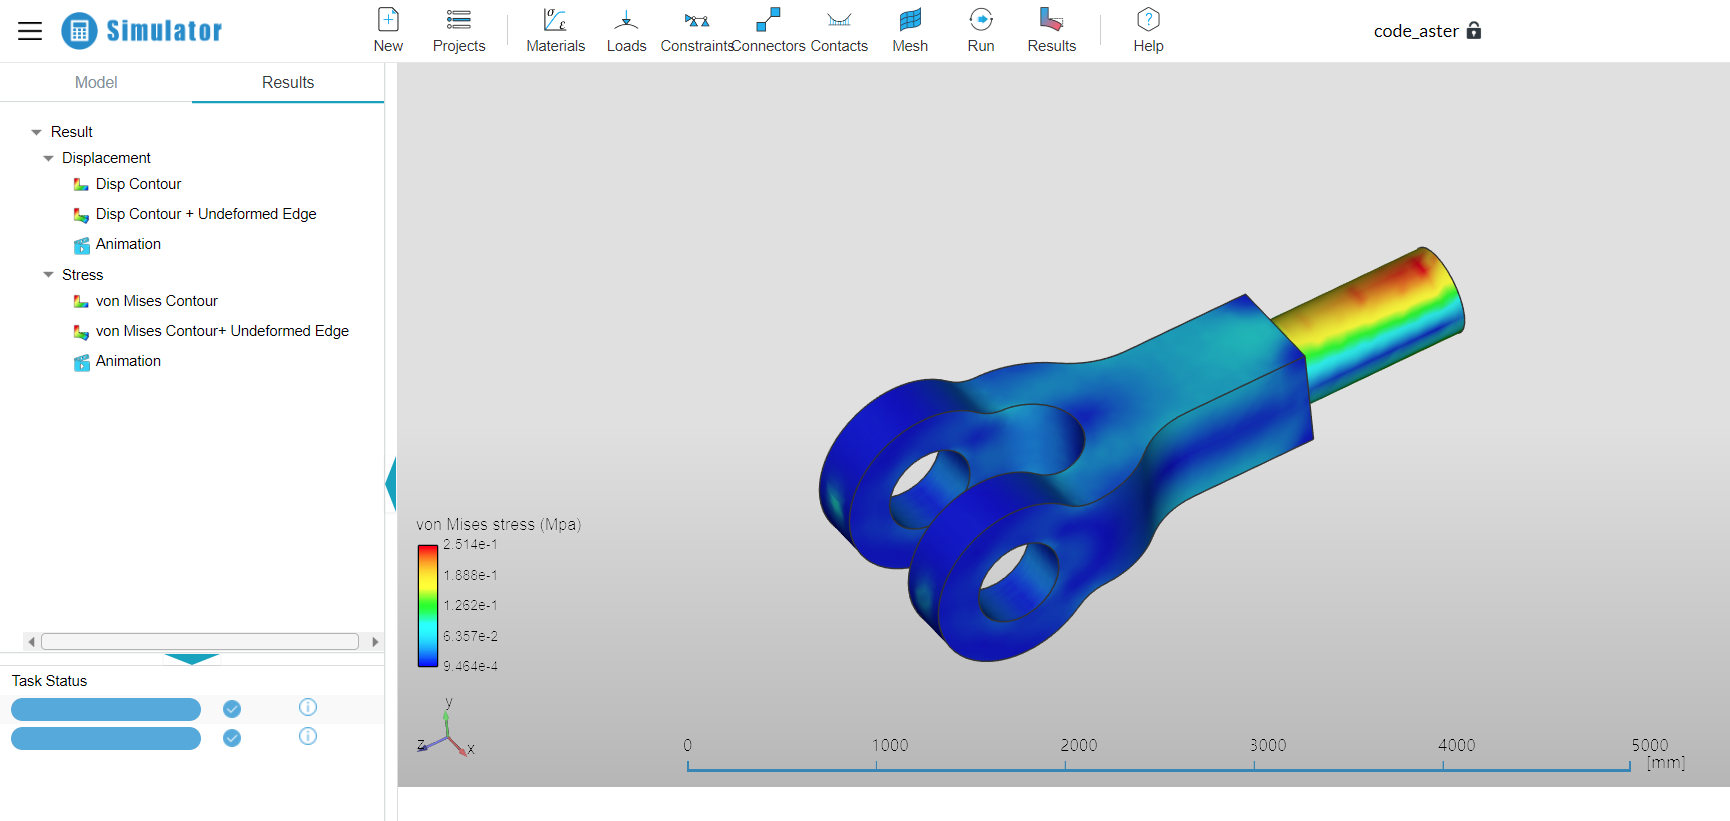 Simulator
New
Projects
Materials
Loads
Constraints
Connectors
Contacts
Mesh
Run
Results
Help
code_aster
Model
Results
Result
Displacement
Disp Contour
Disp Contour + Undeformed Edge
Animation
Stress
von Mises Contour
von Mises Contour+ Undeformed Edge
Animation
Task Status
von Mises stress (Mpa)
2.514e-1
1.888e-1
1.262e-1
6.357e-2
9.464e-4
y
z
x
0 1000 2000 3000 4000 5000
[mm]